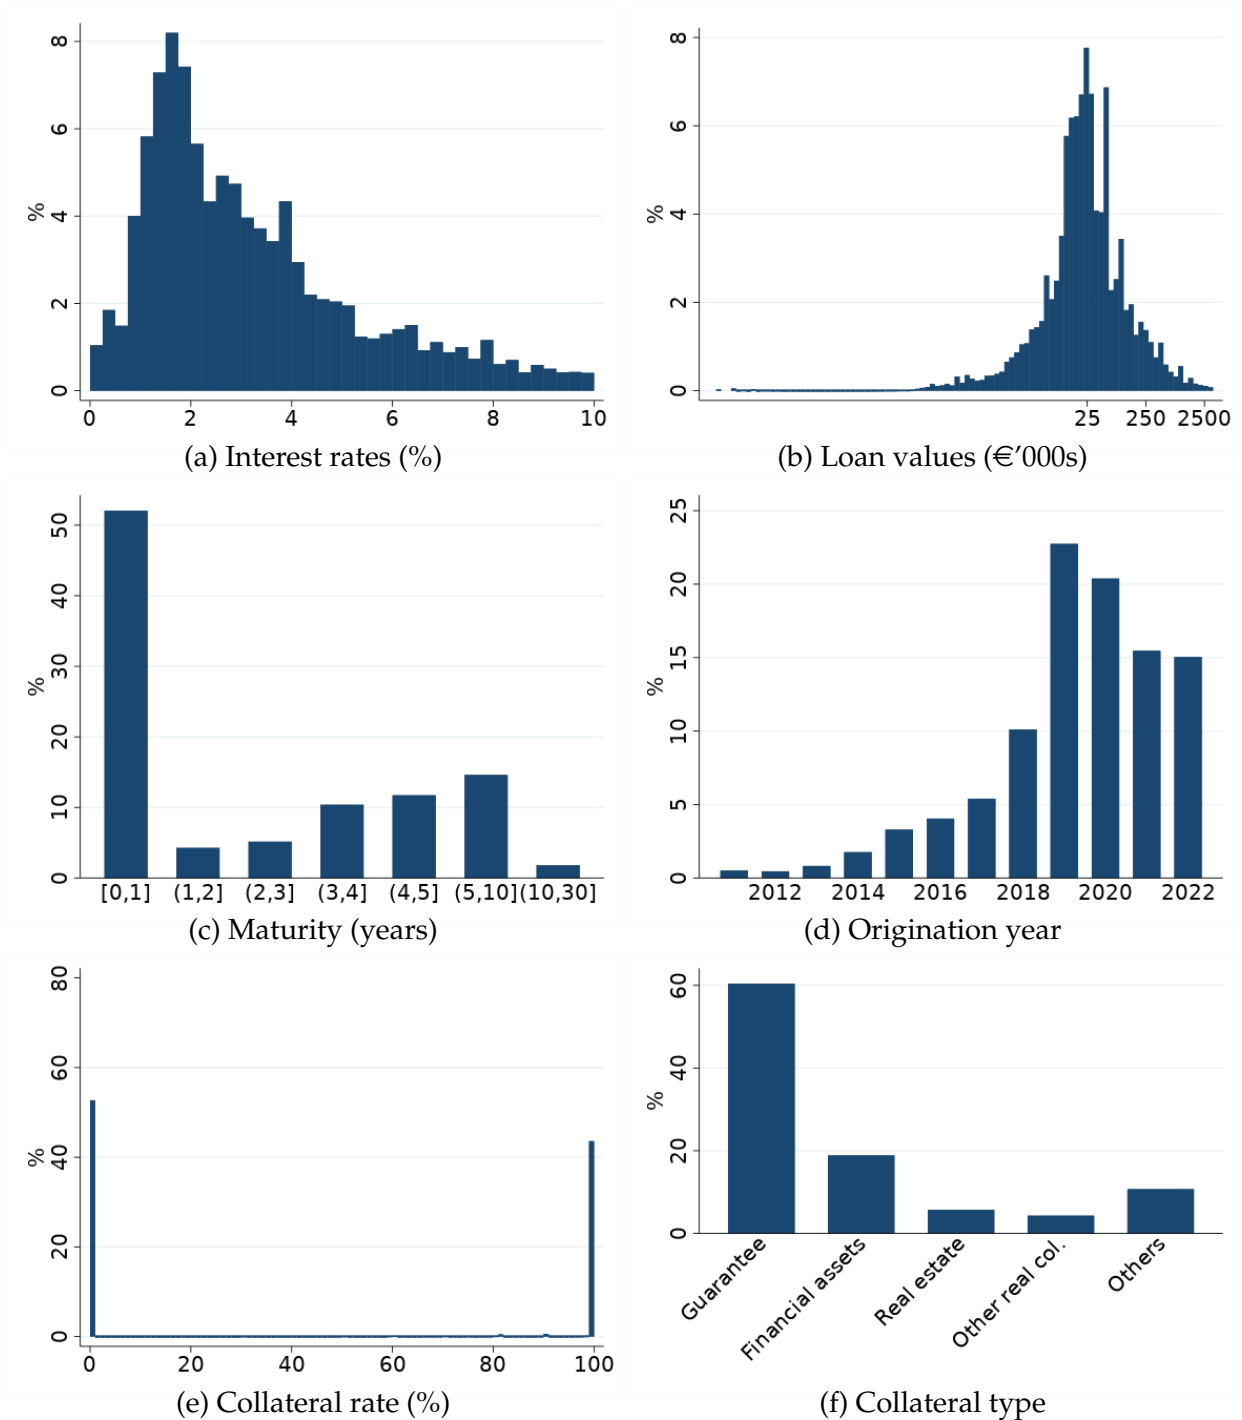 8
6
4
2
0
%
0 2 4 6 8 10
(a) Interest rates (%)
8
6
4
2
0
%
25 250 2500
(b) Loan values (€'000s)
50
40
30
20
10
0
%
[0,1] (1,2] (2,3] (3,4] (4,5] (5,10] (10,30]
(c) Maturity (years)
25
20
15
10
5
0
%
2012 2014 2016 2018 2020 2022
(d) Origination year
80
60
40
20
0
%
0 20 40 60 80 100
(e) Collateral rate (%)
60
40
20
0
%
Guarantee
Financial assets
Real estate
Other real col.
Others
(f) Collateral type